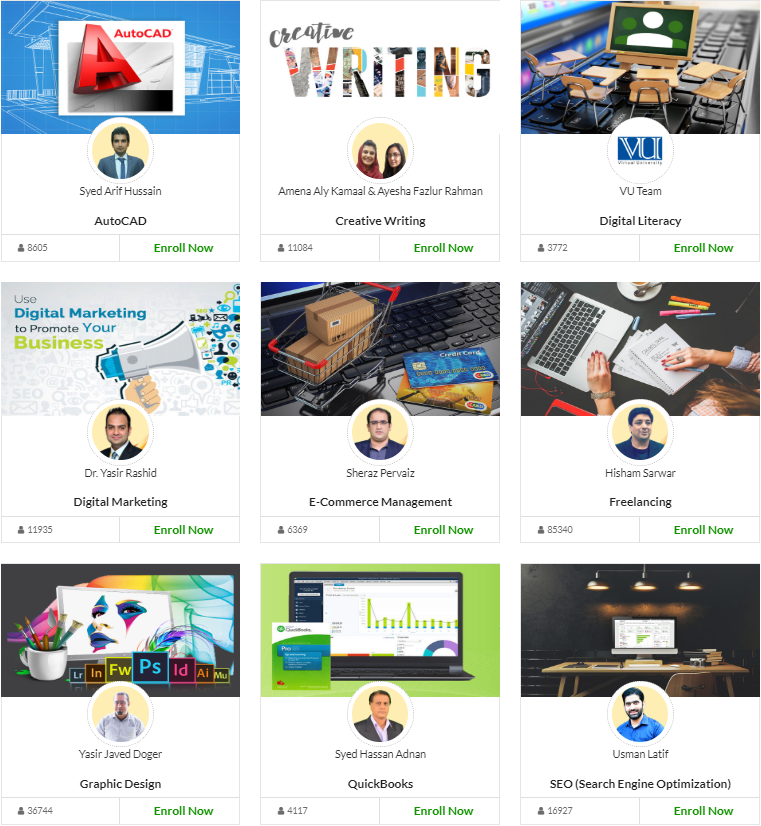 AutoCAD
Syed Arif Hussain
AutoCAD
8605
Enroll Now
Creative
WRITING
Amena Aly Kamaal & Ayesha Fazlur Rahman
Creative Writing
11084
Enroll Now
VU
Virtual University
VU Team
Digital Literacy
3772
Enroll Now
Use
Digital Marketing
to Promote Your
Business
SEO
PR
Dr. Yasir Rashid
Digital Marketing
11935
Enroll Now
Credit Card
Sheraz Pervaiz
E-Commerce Management
6369
Enroll Now
Hisham Sarwar
Freelancing
85340
Enroll Now
Lr In Fw Ps Id Ai Mu
Yasir Javed Doger
Graphic Design
36744
Enroll Now
QuickBooks
Pro
Syed Hassan Adnan
QuickBooks
4117
Enroll Now
Usman Latif
SEO (Search Engine Optimization)
16927
Enroll Now